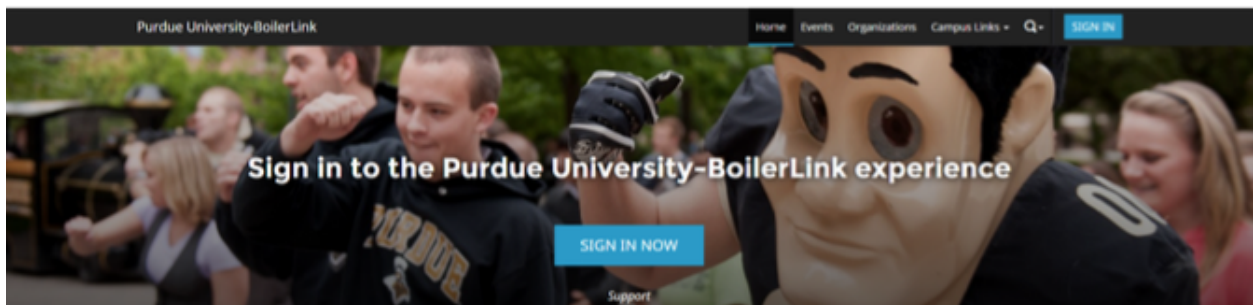 Purdue University-BoilerLink
Home Events Organizations Campus Links SIGN IN
Sign in to the Purdue University-BoilerLink experience
PURDUE
SIGN IN NOW
Support